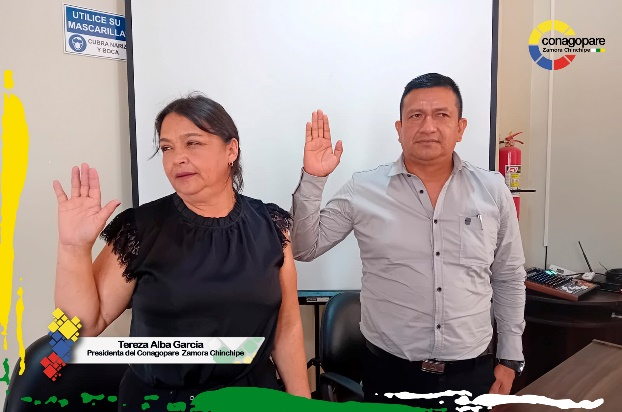 UTILICE SU
MASCARILLA
CUBRA NARIZ
Y BOCA
conagopare
Zamora Chinchipe
Tereza Alba Garcia
Presidenta del Conagopare Zamora Chinchipe